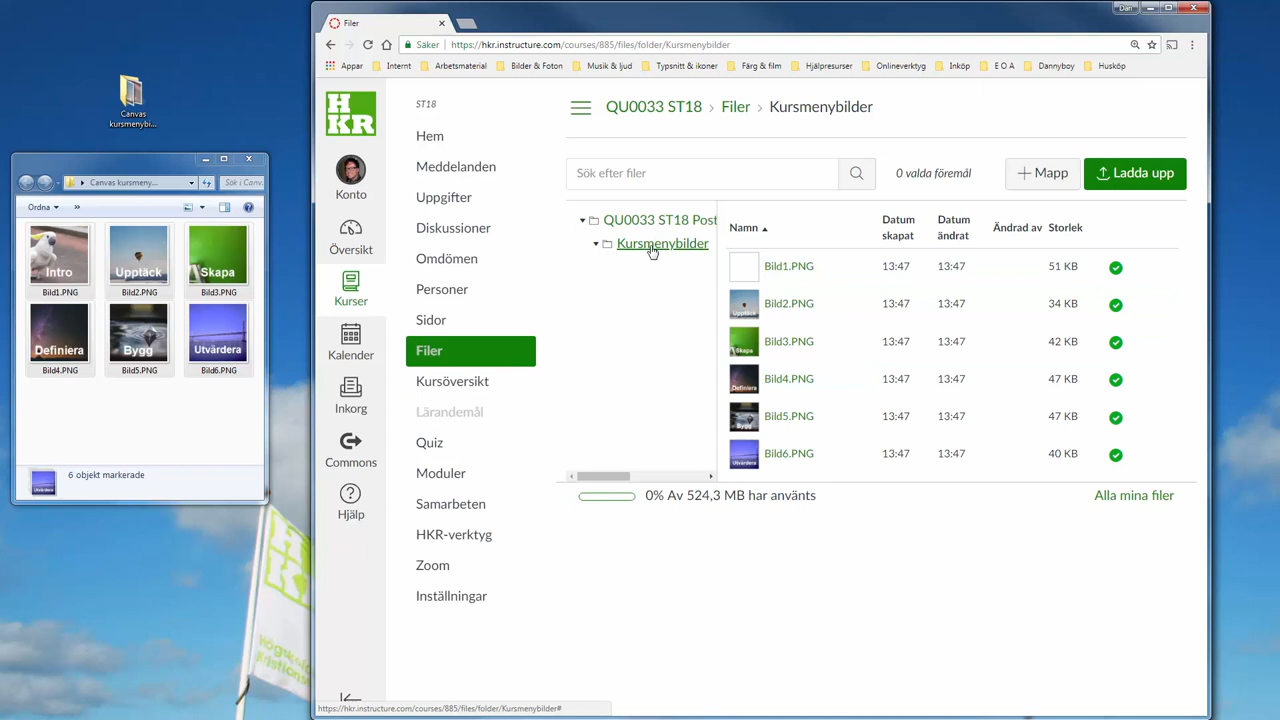 Canvas
kursmenybi...
Canvas kursmeny...
Sök i Canv
Ordna
Intro
Upptäck
Skapa
Bild1.PNG
Bild2.PNG
Bild3.PNG
Definiera
Bygg
Utvärdera
Bild4.PNG
Bild5.PNG
Bild6.PNG
6 objekt markerade
Filer
Dan
Säker
https://hkr.instructure.com/courses/885/files/folder/Kursmenybilder
Appar
Internt
Arbetsmaterial
Bilder & Foton
Musik & ljud
Typsnitt & ikoner
Färg & film
Hjälpresurser
Onlineverktyg
Inköp
E O A
Dannyboy
Husköp
H
KR
Konto
Översikt
Kurser
Kalender
Inkorg
Commons
Hjälp
ST18
Hem
Meddelanden
Uppgifter
Diskussioner
Omdömen
Personer
Sidor
Filer
Kursöversikt
Lärandemål
Quiz
Moduler
Samarbeten
HKR-verktyg
Zoom
Inställningar
QU0033 ST18 > Filer > Kursmenybilder
Sök efter filer
0 valda föremål
Mapp
Ladda upp
QU0033 ST18 Post
Kursmenybilder
Namn
Datum
skapat
Datum
ändrat
Ändrad av
Storlek
Bild1.PNG 13:47 13:47 51 KB
Upptäck Bild2.PNG 13:47 13:47 34 KB
Skapa Bild3.PNG 13:47 13:47 42 KB
Definiera Bild4.PNG 13:47 13:47 47 KB
Bygg Bild5.PNG 13:47 13:47 47 KB
Utvärdera Bild6.PNG 13:47 13:47 40 KB
0% Av 524,3 MB har använts
Alla mina filer
https://hkr.instructure.com/courses/885/files/folder/Kursmenybilder#
H
KR